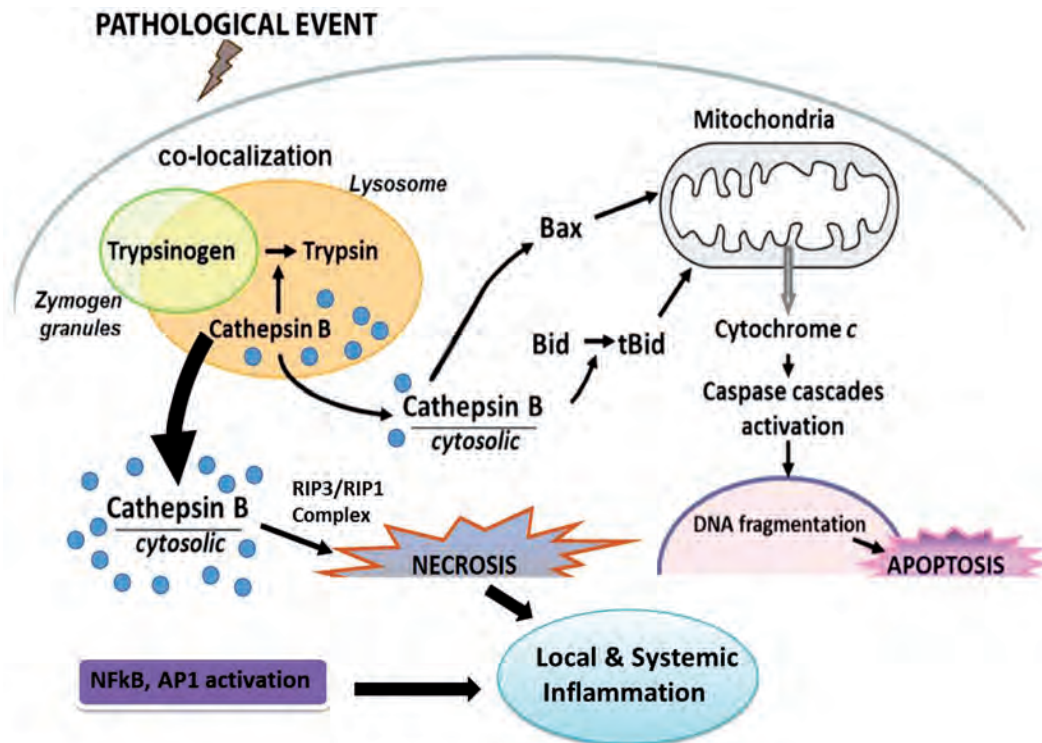 PATHOLOGICAL EVENT
co-localization
Lysosome
Trypsinogen
Trypsin
Zymogen
granules
Cathepsin B
Cathepsin B
cytosolic
Bax
Bid
tBid
Mitochondria
Cytochrome c
Caspase cascades
activation
DNA fragmentation
APOPTOSIS
Cathepsin B
cytosolic
RIP3/RIP1
Complex
NECROSIS
NFkB, AP1 activation
Local & Systemic
Inflammation